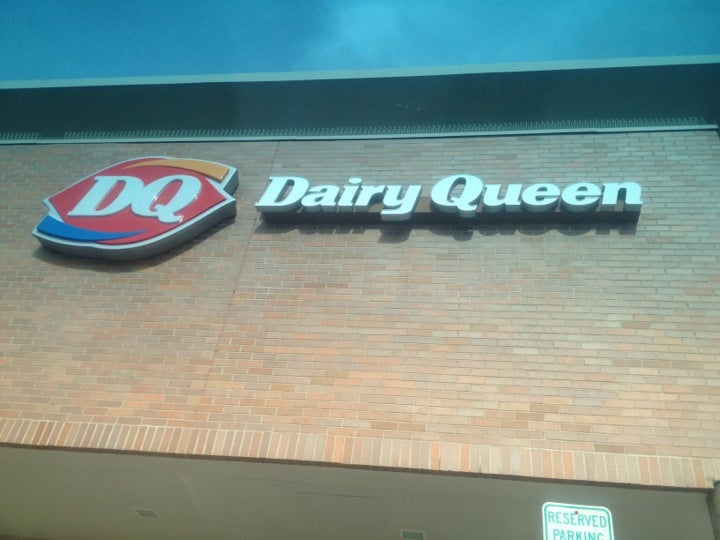 DQ Dairy Queen
RESERVED
PARKING